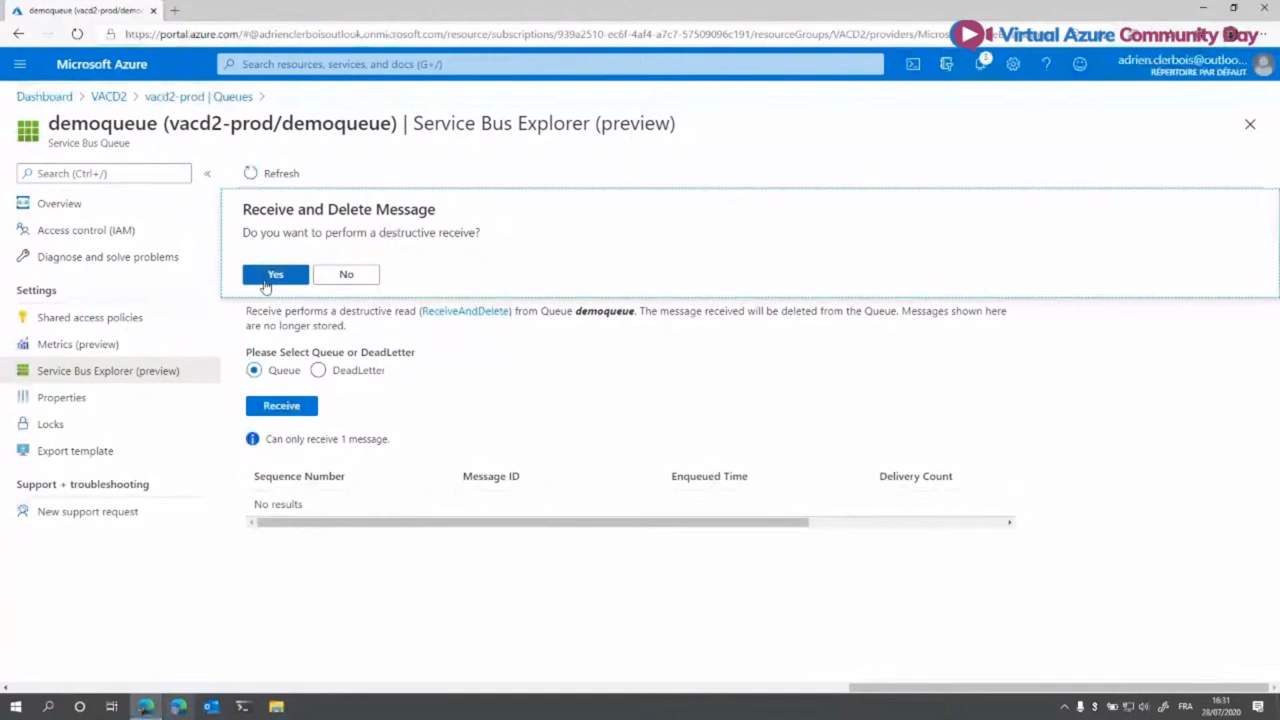 demoqueue (vacd2-prod/demo
https://portal.azure.com/#@adrienclerboisoutlook.onmicrosoft.com/resource/subscriptions/939a2510-ec6f-4af4-a7c7-57509096c191/resourceGroups/VACD2/providers/Micros
Virtual Azure Community Day
Microsoft Azure
Search resources, services, and docs (G+/)
adrien.clerbois@outloo...
RÉPERTOIRE PAR DÉFAUT
Dashboard > VACD2 > vacd2-prod | Queues >
demoqueue (vacd2-prod/demoqueue) | Service Bus Explorer (preview)
Service Bus Queue
Search (Ctrl+/)
«
Refresh
Overview
Access control (IAM)
Diagnose and solve problems
Settings
Shared access policies
Metrics (preview)
Service Bus Explorer (preview)
Properties
Locks
Export template
Support + troubleshooting
New support request
Receive and Delete Message
Do you want to perform a destructive receive?
Yes
No
Receive performs a destructive read (ReceiveAndDelete) from Queue demoqueue. The message received will be deleted from the Queue. Messages shown here
are no longer stored.
Please Select Queue or DeadLetter
Queue
DeadLetter
Receive
Can only receive 1 message.
Sequence Number
Message ID
Enqueued Time
Delivery Count
No results
FRA
16:31
28/07/2020